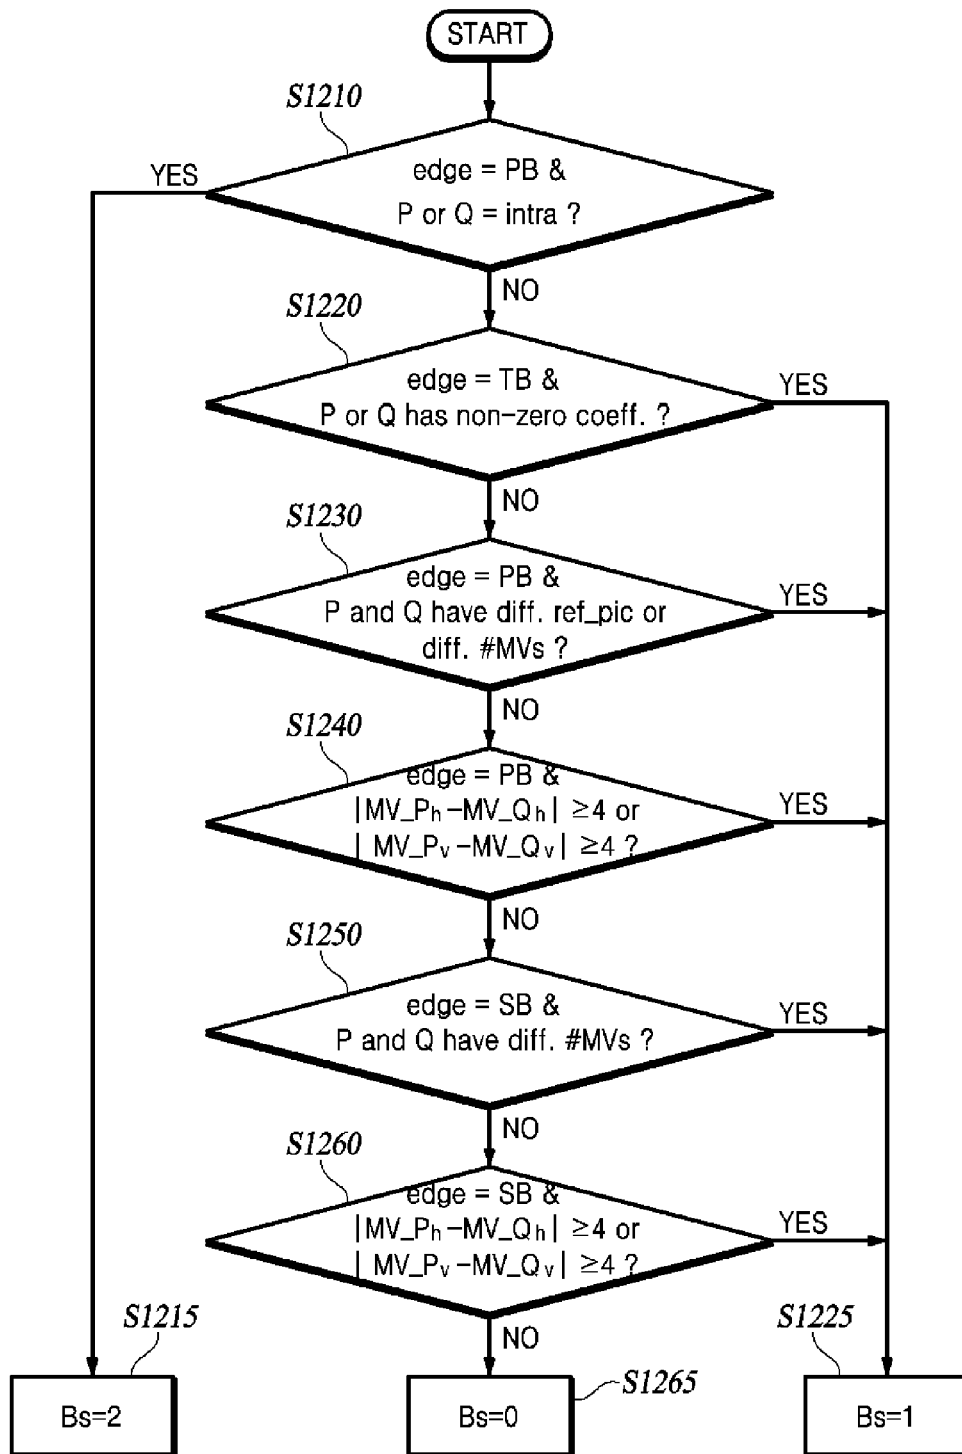 START
S1210
edge = PB &
P or Q = intra ?
YES
NO
S1220
edge = TB &
P or Q has non-zero coeff. ?
YES
NO
S1230
edge = PB &
P and Q have diff. ref_pic or
diff. #MVs ?
YES
NO
S1240
edge = PB &
|MV_Ph-MV_Qh| ≥4 or
| MV_Pv-MV_Qv| ≥4 ?
YES
NO
S1250
edge = SB &
P and Q have diff. #MVs ?
YES
NO
S1260
edge = SB &
|MV_Ph-MV_Qh| ≥4 or
| MV_Pv-MV_Qv| ≥4 ?
YES
NO
S1215
Bs=2
S1265
Bs=0
S1225
Bs=1